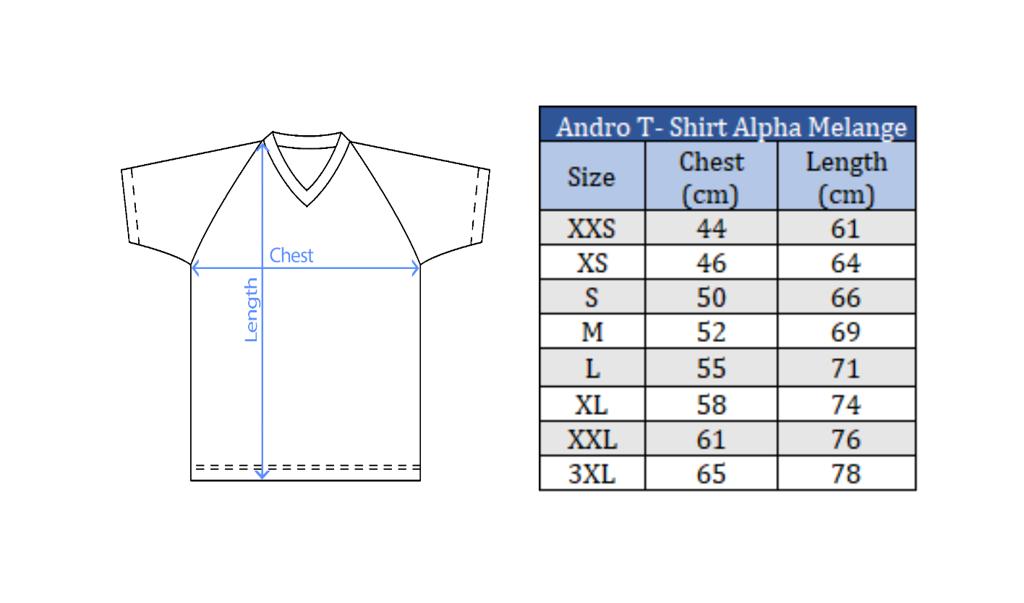 Chest
Length
Andro T- Shirt Alpha Melange
Size Chest (cm) Length (cm)
XXS 44 61
XS 46 64
S 50 66
M 52 69
L 55 71
XL 58 74
XXL 61 76
3XL 65 78